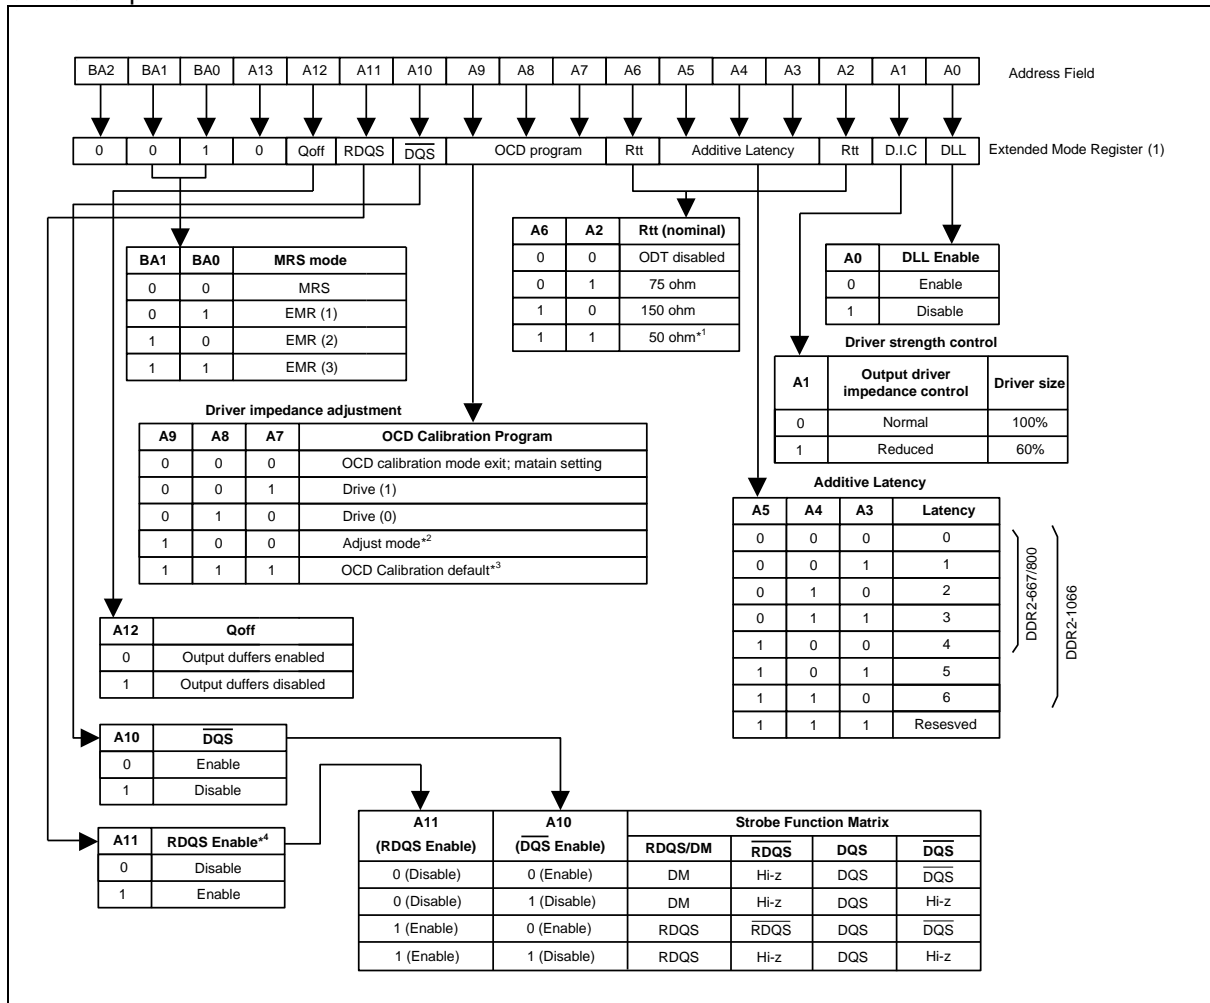 BA2 BA1 BA0 A13 A12 A11 A10 A9 A8 A7 A6 A5 A4 A3 A2 A1 A0 Address Field
0 0 1 0 Qoff RDQS DQS OCD program Rtt Additive Latency Rtt D.I.C DLL Extended Mode Register (1)
BA1 BA0 MRS mode
0 0 MRS
0 1 EMR (1)
1 0 EMR (2)
1 1 EMR (3)
A6 A2 Rtt (nominal)
0 0 ODT disabled
0 1 75 ohm
1 0 150 ohm
1 1 50 ohm*1
A0 DLL Enable
0 Enable
1 Disable
Driver strength control
A1 Output driver impedance control Driver size
0 Normal 100%
1 Reduced 60%
Driver impedance adjustment
A9 A8 A7 OCD Calibration Program
0 0 0 OCD calibration mode exit; matain setting
0 0 1 Drive (1)
0 1 0 Drive (0)
1 0 0 Adjust mode*2
1 1 1 OCD Calibration default*3
Additive Latency
A5 A4 A3 Latency
0 0 0 0
0 0 1 1
0 1 0 2
0 1 1 3
1 0 0 4
1 0 1 5
1 1 0 6
1 1 1 Resesved
DDR2-667/800
DDR2-1066
A12 Qoff
0 Output duffers enabled
1 Output duffers disabled
A10 DQS
0 Enable
1 Disable
A11 RDQS Enable*4
0 Disable
1 Enable
A11 (RDQS Enable) A10 (DQS Enable) Strobe Function Matrix
RDQS/DM RDQS DQS DQS
0 (Disable) 0 (Enable) DM Hi-z DQS DQS
0 (Disable) 1 (Disable) DM Hi-z DQS Hi-z
1 (Enable) 0 (Enable) RDQS RDQS DQS DQS
1 (Enable) 1 (Disable) RDQS Hi-z DQS Hi-z